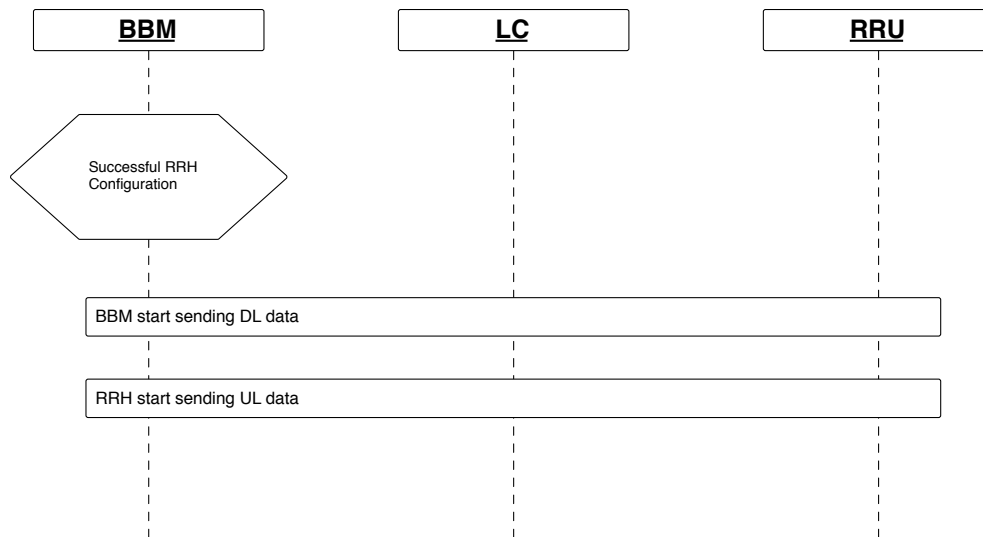 BBM
LC
RRU
Successful RRH
Configuration
BBM start sending DL data
RRH start sending UL data